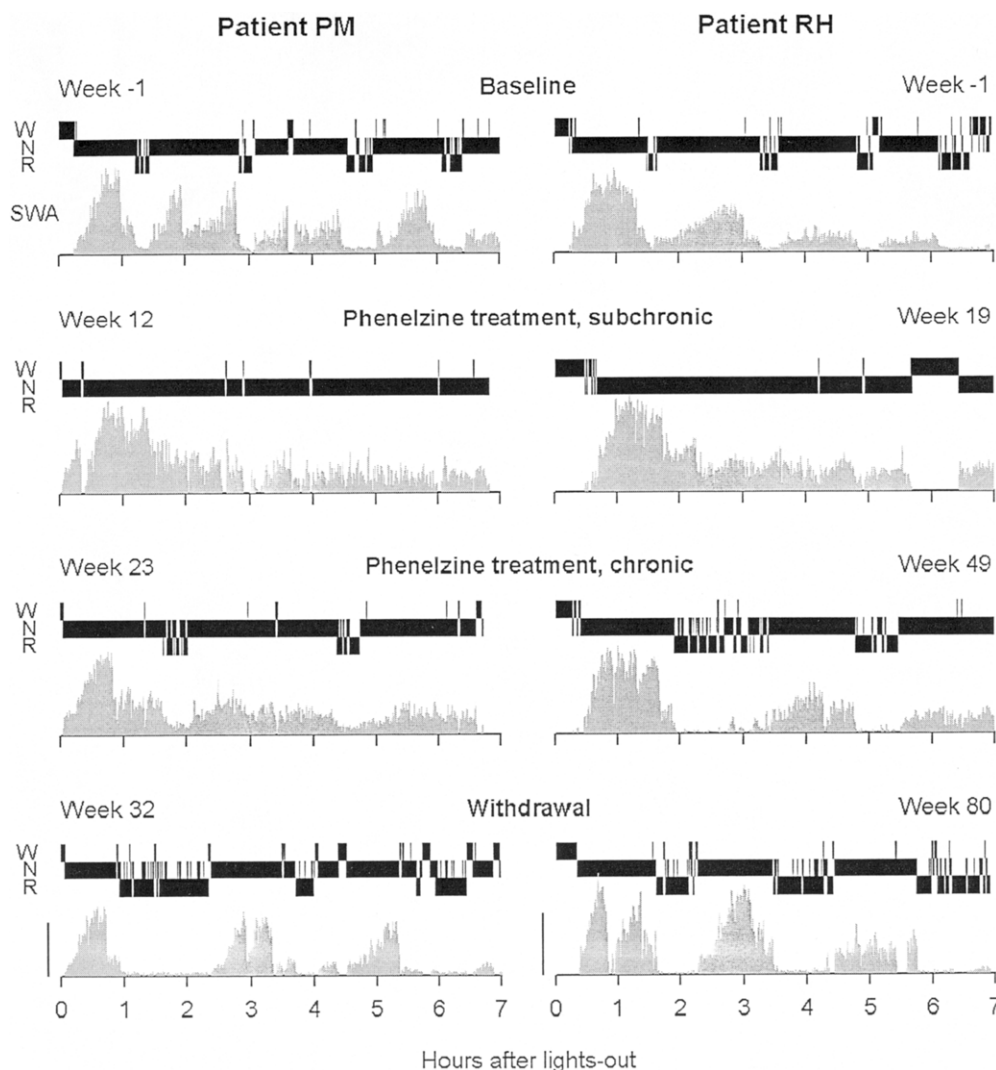 Patient PM Patient RH
Week -1 Baseline Week -1
W
N
R
SWA
Week 12 Phenelzine treatment, subchronic Week 19
W
N
R
Week 23 Phenelzine treatment, chronic Week 49
W
N
R
Week 32 Withdrawal Week 80
W
N
R
0 1 2 3 4 5 6 7 0 1 2 3 4 5 6 7
Hours after lights-out